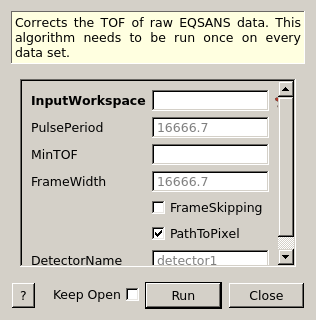 Corrects the TOF of raw EQSANS data. This
algorithm needs to be run once on every
data set.
InputWorkspace
PulsePeriod 16666.7
MinTOF
FrameWidth 16666.7
FrameSkipping
PathToPixel
DetectorName detector1
? Keep Open Run Close